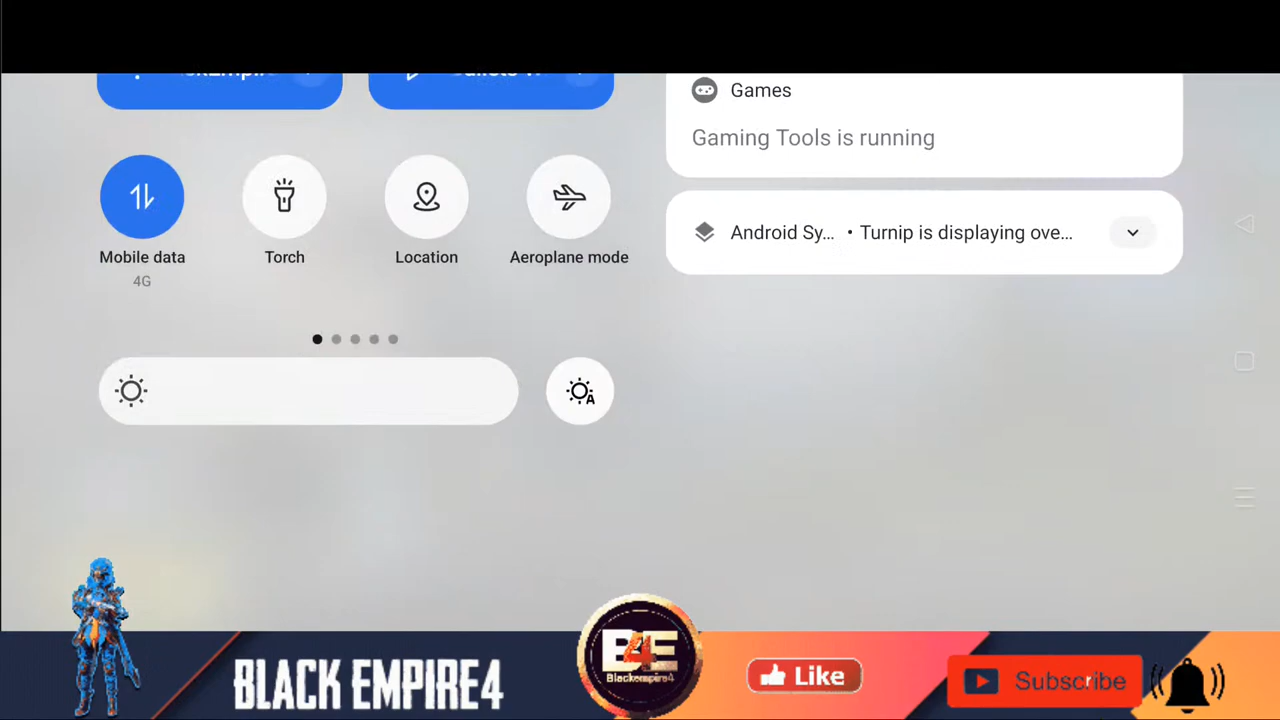 Games
Gaming Tools is running
Android Sy... • Turnip is displaying ove...
Mobile data
4G
Torch
Location
Aeroplane mode
A
BLACK EMPIRE4
B4E
Blackempire4
Like
Subscribe